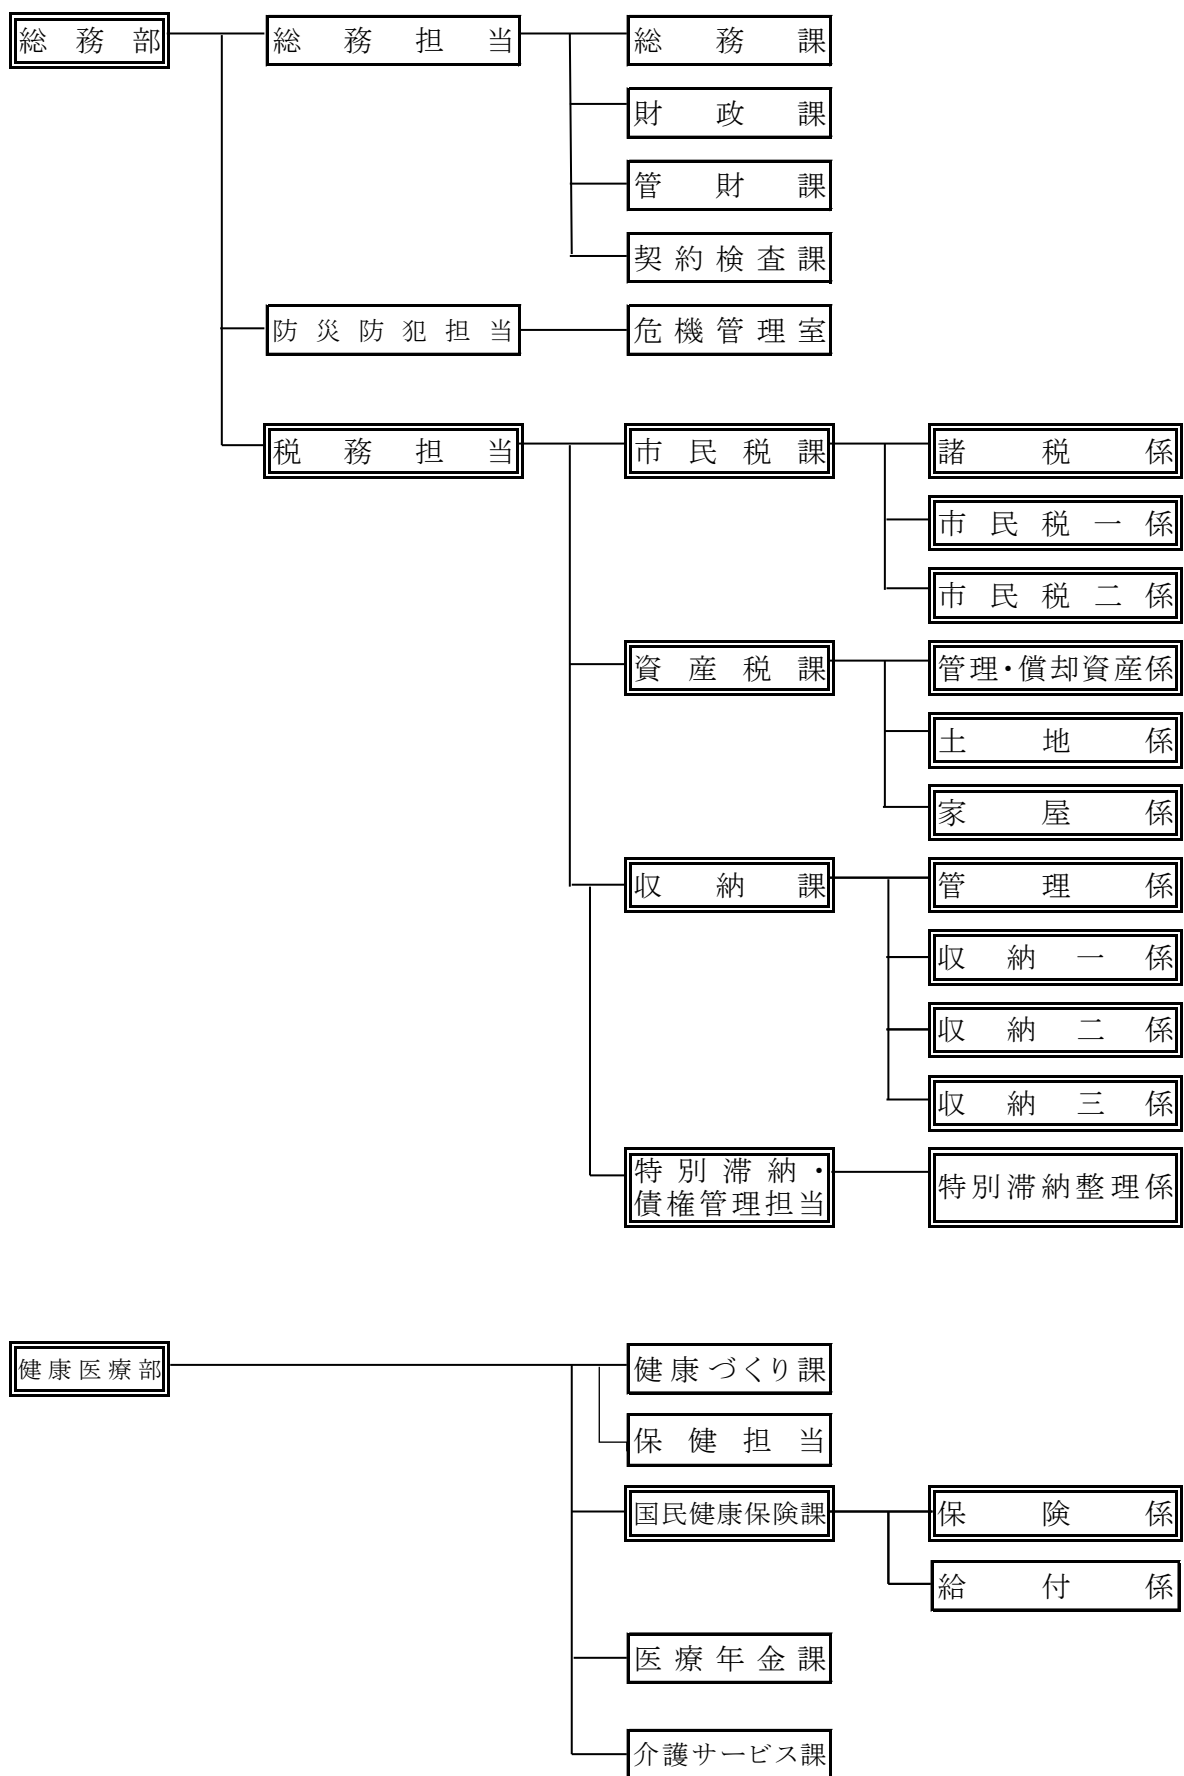 総務部
総務担当
総務課
財政課
管財課
契約検査課
防災防犯担当
危機管理室
税務担当
市民税課
諸税係
市民税一係
市民税二係
資産税課
管理・償却資産係
土地係
家屋係
収納課
管理係
収納一係
収納二係
収納三係
特別滞納・
債権管理担当
特別滞納整理係
健康医療部
健康づくり課
保健担当
国民健康保険課
保険係
給付係
医療年金課
介護サービス課